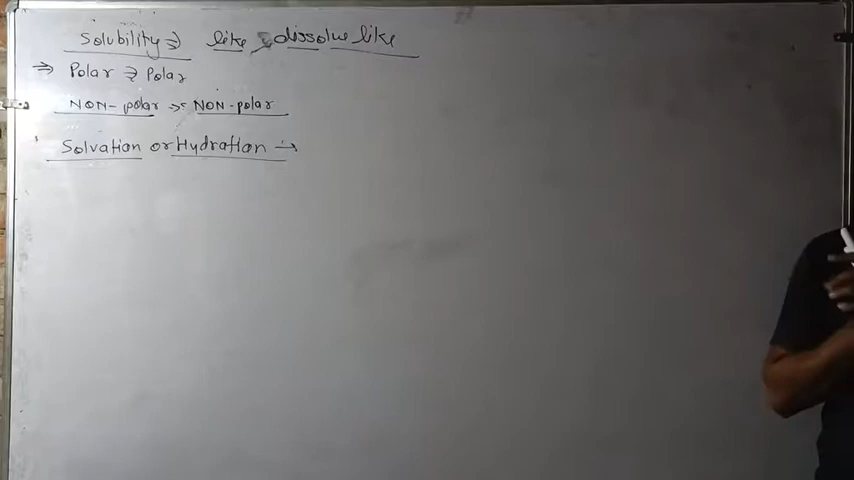 Solubility ⇒ like dissolve like
⇒ Polar ⇒ Polar
NON-polar → NON-polar
Solvation or Hydration →